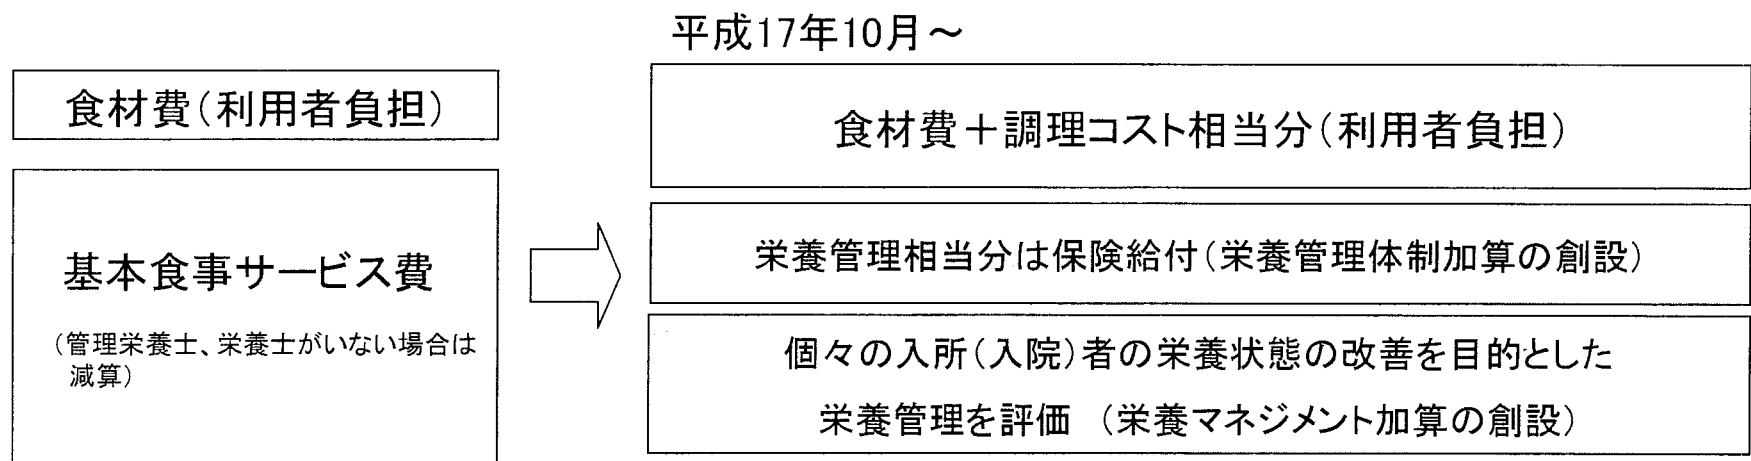 平成17年10月～
食材費（利用者負担）
基本食事サービス費
（管理栄養士、栄養士がいない場合は
減算）
食材費＋調理コスト相当分（利用者負担）
栄養管理相当分は保険給付（栄養管理体制加算の創設）
個々の入所（入院）者の栄養状態の改善を目的とした
栄養管理を評価　（栄養マネジメント加算の創設）